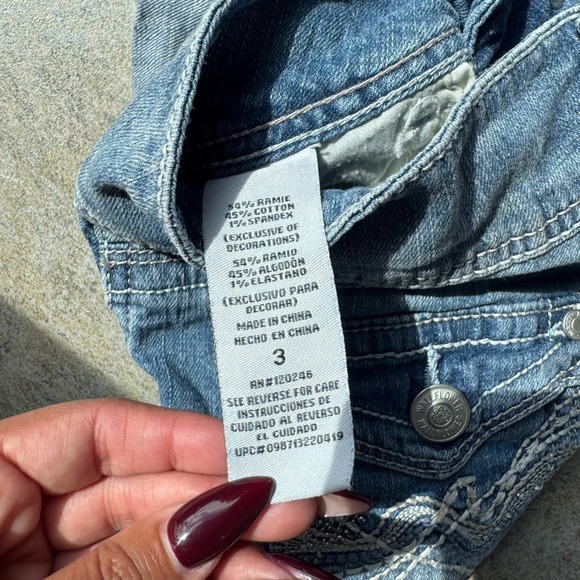 54% RAMIE
45% COTTON
1% SPANDEX
(EXCLUSIVE OF
DECORATIONS)
54% RAMIO
45% ALGODÓN
1% ELASTANO
(EXCLUSIVO PARA
DECORAR)
MADE IN CHINA
HECHO EN CHINA
3
RN#120246
SEE REVERSE FOR CARE
INSTRUCCIONES DE
CUIDADO AL REVERSO
EL CUIDADO
UPC#098713220419